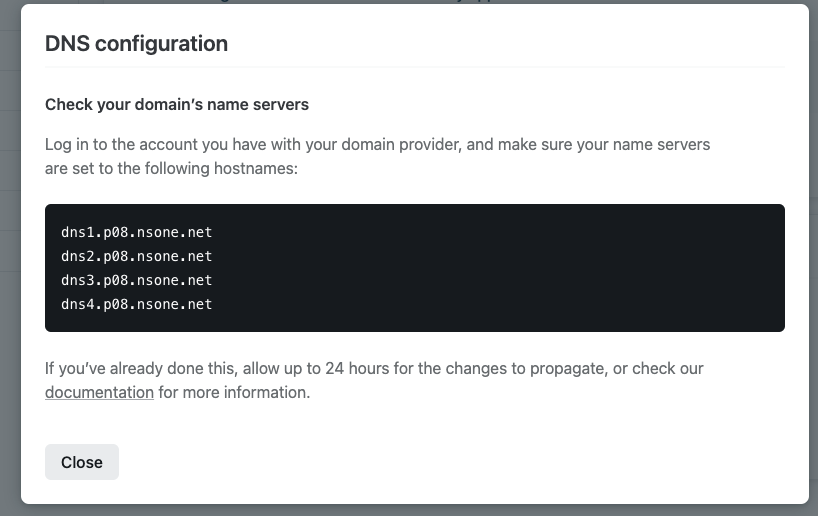 DNS configuration
Check your domain’s name servers
Log in to the account you have with your domain provider, and make sure your name servers
are set to the following hostnames:
dns1.p08.nsone.net
dns2.p08.nsone.net
dns3.p08.nsone.net
dns4.p08.nsone.net
If you’ve already done this, allow up to 24 hours for the changes to propagate, or check our
documentation for more information.
Close